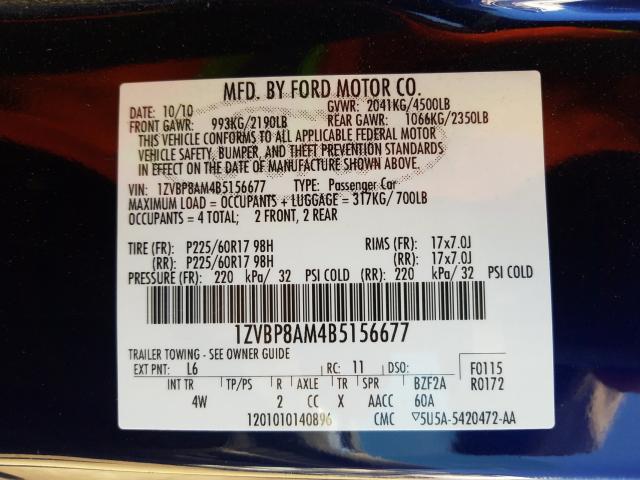 MFD. BY FORD MOTOR CO.
DATE: 10/10 GVWR: 2041KG/4500LB
FRONT GAWR: 993KG/2190LB REAR GAWR: 1066KG/2350LB
THIS VEHICLE CONFORMS TO ALL APPLICABLE FEDERAL MOTOR
VEHICLE SAFETY, BUMPER, AND THEFT PREVENTION STANDARDS
IN EFFECT ON THE DATE OF MANUFACTURE SHOWN ABOVE.
VIN: 1ZVBP8AM4B5156677 TYPE: Passenger Car
MAXIMUM LOAD = OCCUPANTS + LUGGAGE = 317KG/700LB
OCCUPANTS = 4 TOTAL; 2 FRONT, 2 REAR
TIRE (FR): P225/60R17 98H RIMS (FR): 17x7.0J
(RR): P225/60R17 98H (RR): 17x7.0J
PRESSURE (FR): 220 kPa/ 32 PSI COLD (RR): 220 kPa/ 32 PSI COLD
1ZVBP8AM4B5156677
TRAILER TOWING - SEE OWNER GUIDE
EXT PNT: L6 RC: 11 DSO: F0115
R0172
INT TR TP/PS R AXLE TR SPR BZF2A
4W 2 CC X AACC 60A
1201010140896 CMC ▽5U5A-5420472-AA